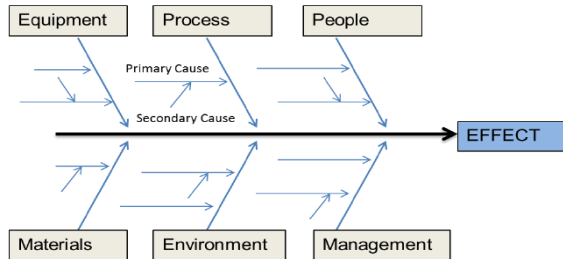 Equipment
Process
People
Primary Cause
Secondary Cause
EFFECT
Materials
Environment
Management